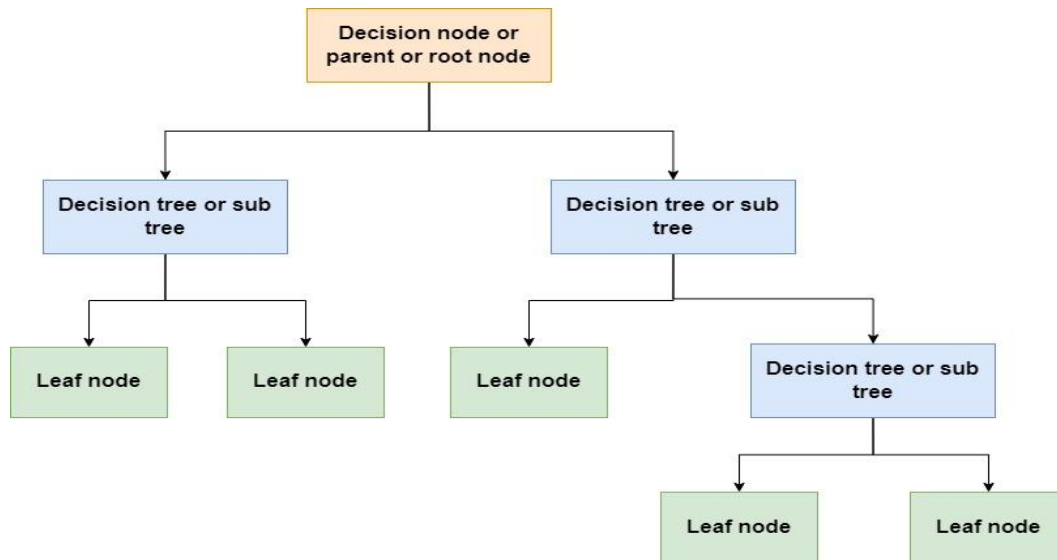 Decision node or
parent or root node
Decision tree or sub
tree
Decision tree or sub
tree
Leaf node
Leaf node
Leaf node
Decision tree or sub
tree
Leaf node
Leaf node